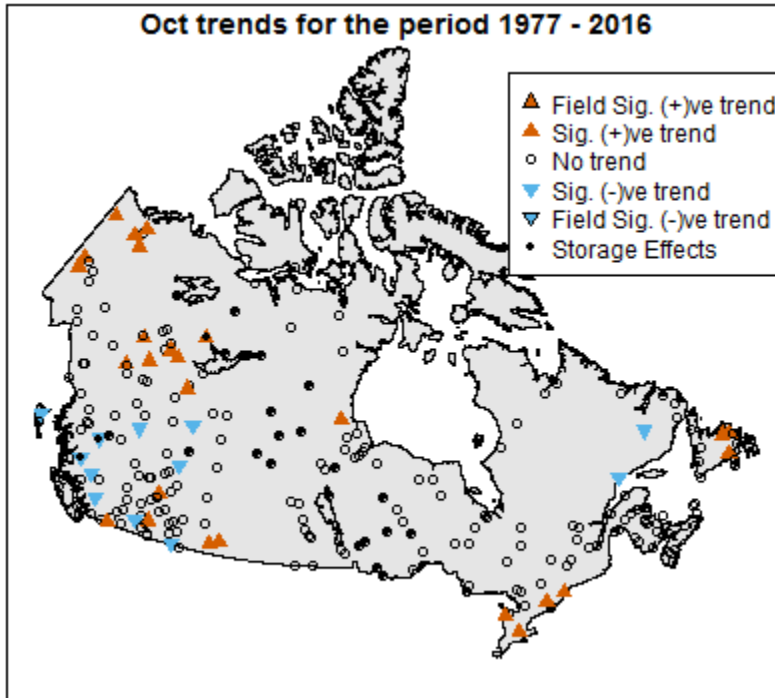 Oct trends for the period 1977 - 2016
Field Sig. (+)ve trend
Sig. (+)ve trend
No trend
Sig. (-)ve trend
Field Sig. (-)ve trend
Storage Effects